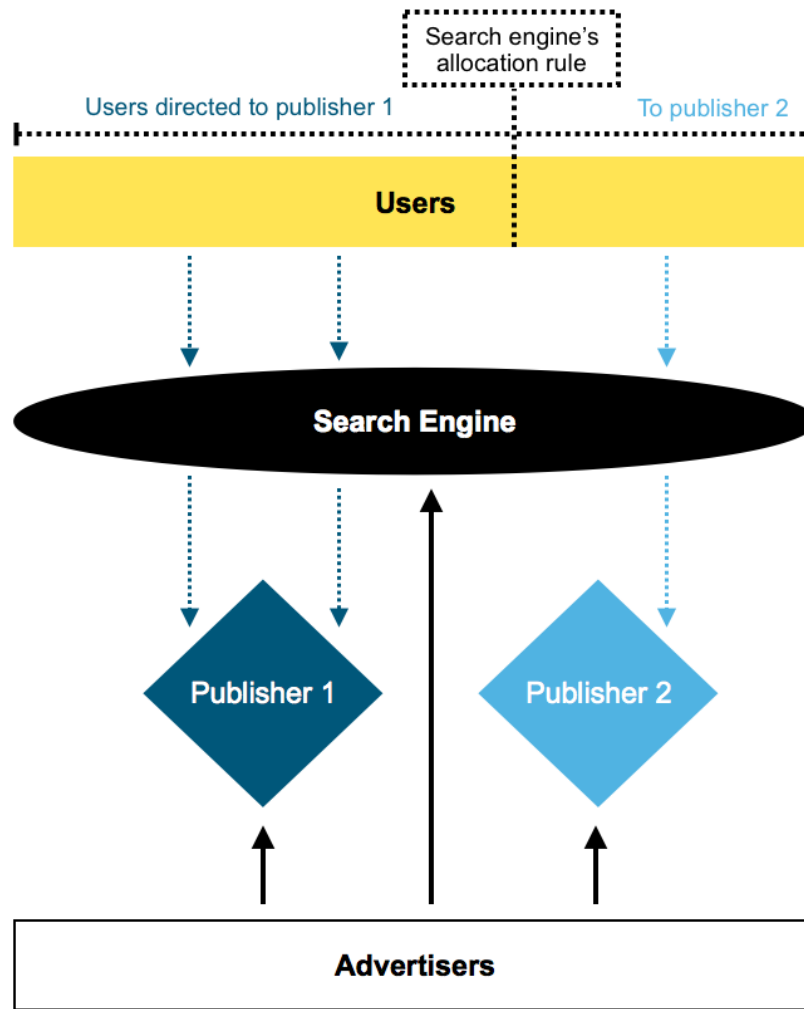 Search engine's
allocation rule
Users directed to publisher 1
To publisher 2
Users
Search Engine
Publisher 1
Publisher 2
Advertisers